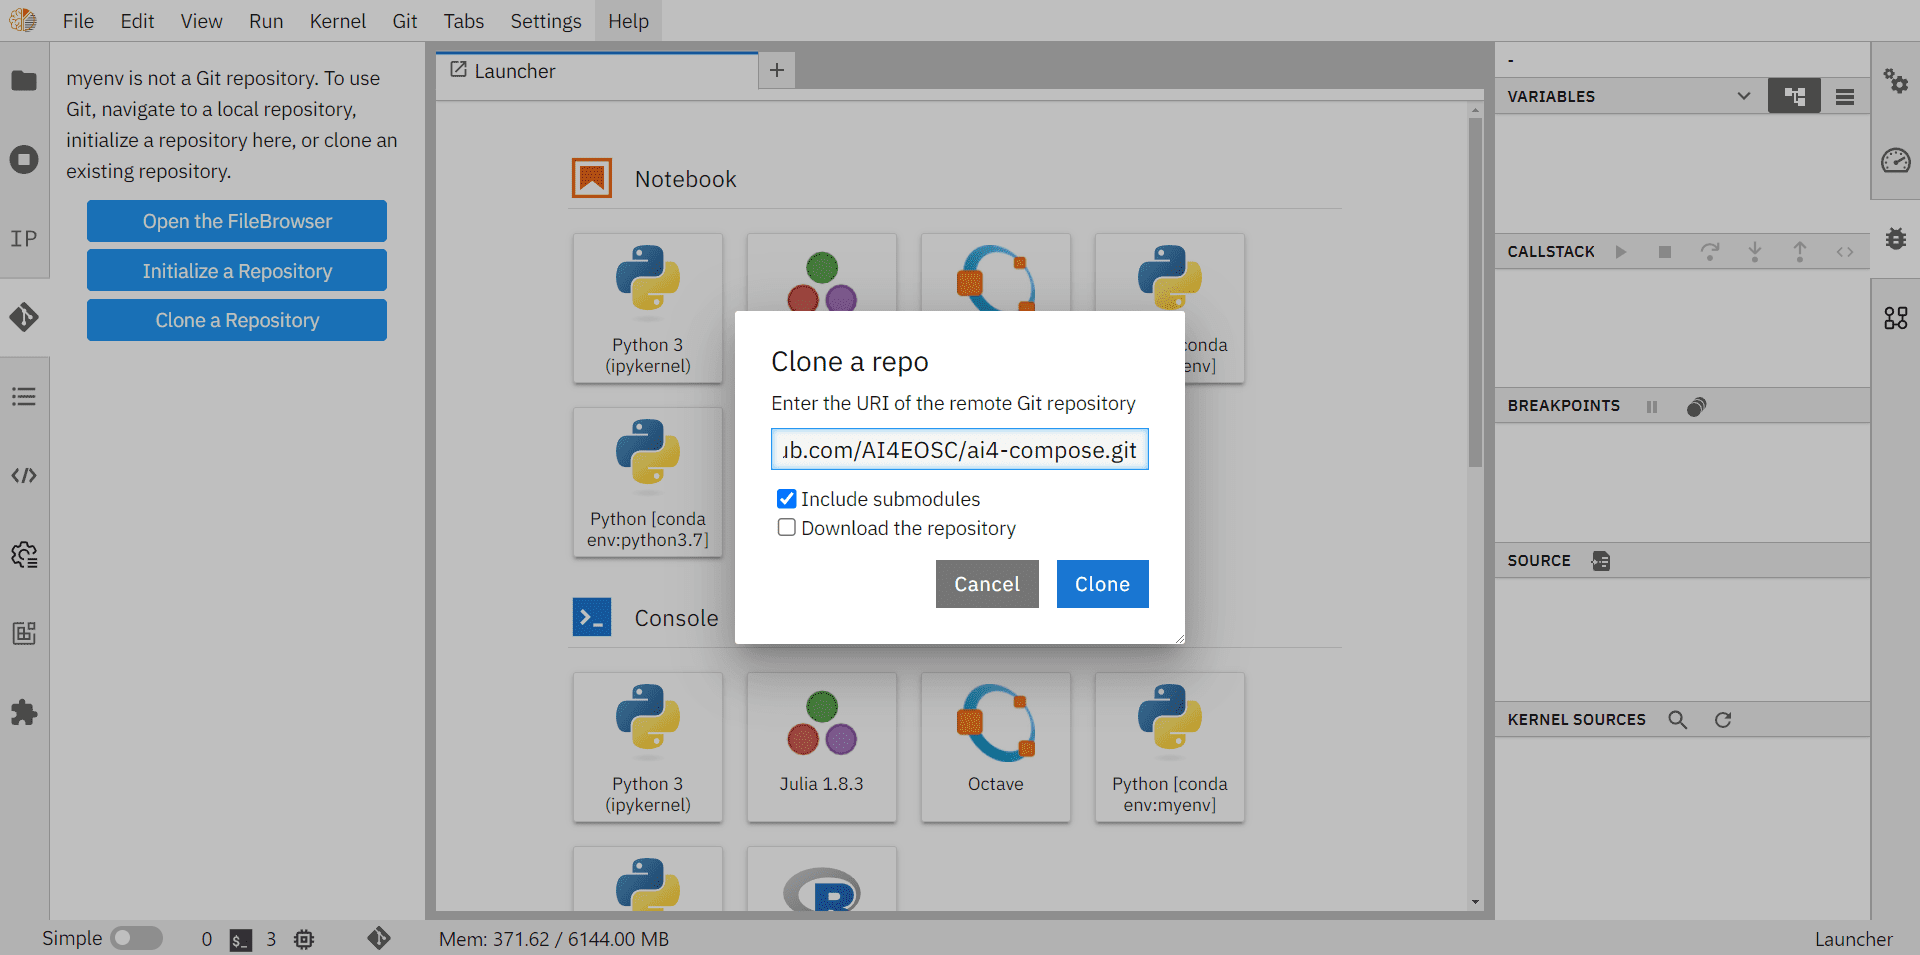 File Edit View Run Kernel Git Tabs Settings Help
myenv is not a Git repository. To use
Git, navigate to a local repository,
initialize a repository here, or clone an
existing repository.
Open the FileBrowser
Initialize a Repository
Clone a Repository
IP
Launcher
Notebook
Python 3
(ipykernel)
conda
env]
Python [conda
env:python3.7]
Clone a repo
Enter the URI of the remote Git repository
ub.com/AI4EOSC/ai4-compose.git
Include submodules
Download the repository
Cancel Clone
Console
Python 3
(ipykernel)
Julia 1.8.3
Octave
Python [conda
env:myenv]
R
-
VARIABLES
CALLSTACK
BREAKPOINTS
SOURCE
KERNEL SOURCES
Simple 0 $_ 3 Mem: 371.62 / 6144.00 MB Launcher